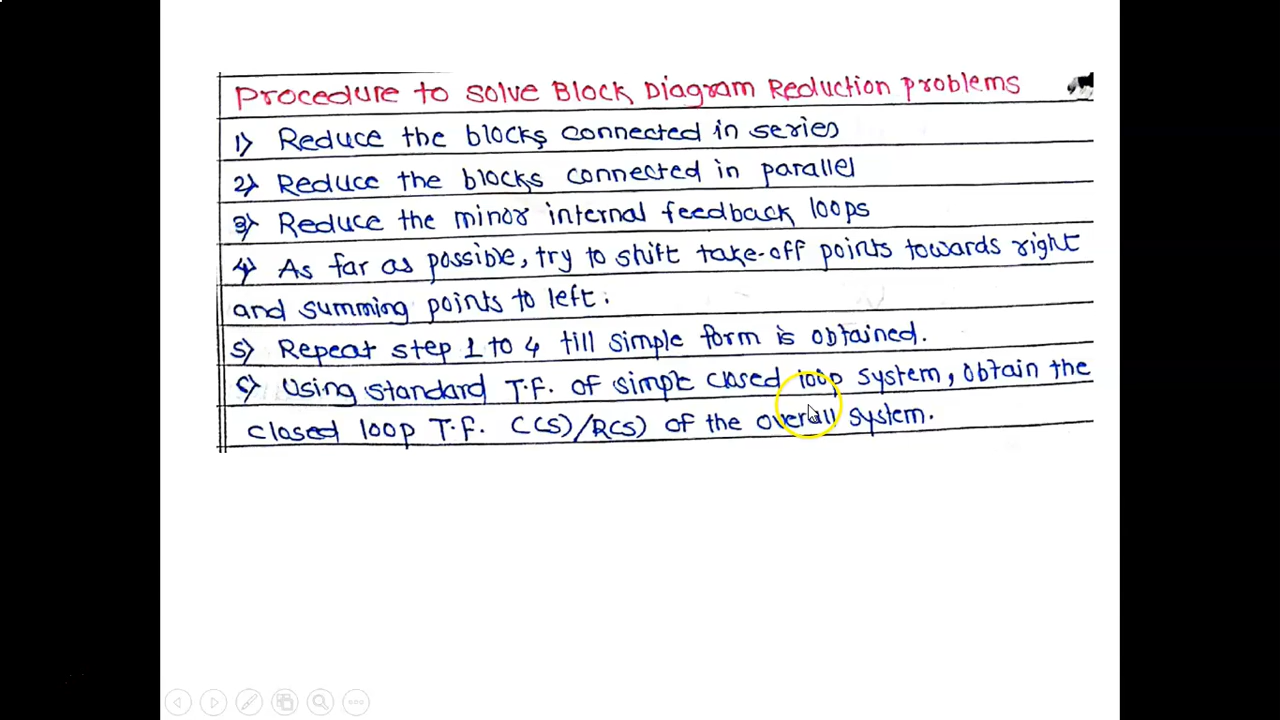 Procedure to solve Block Diagram Reduction problems
1) Reduce the blocks connected in series
2) Reduce the blocks connected in parallel
3) Reduce the minor internal feedback loops
4) As far as possible, try to shift take-off points towards right
and summing points to left.
5) Repeat step 1 to 4 till simple form is obtained.
6) Using standard T.F. of simple closed loop system, obtain the
closed loop T.F. C(S)/R(S) of the overall system.